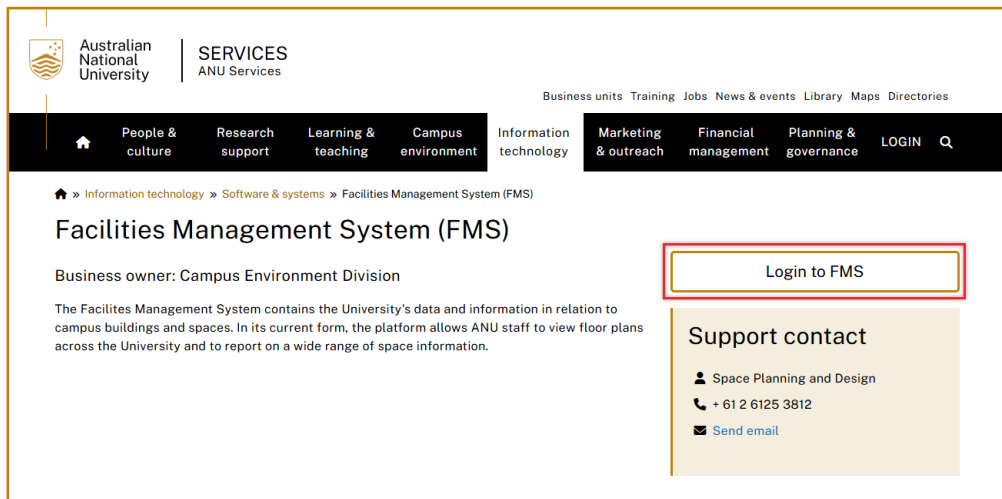 Australian
National
University
SERVICES
ANU Services
Business units Training Jobs News & events Library Maps Directories
People & culture Research support Learning & teaching Campus environment Information technology Marketing & outreach Financial management Planning & governance LOGIN
» Information technology » Software & systems » Facilities Management System (FMS)
Facilities Management System (FMS)
Business owner: Campus Environment Division
The Facilites Management System contains the University's data and information in relation to
campus buildings and spaces. In its current form, the platform allows ANU staff to view floor plans
across the University and to report on a wide range of space information.
Login to FMS
Support contact
Space Planning and Design
+ 61 2 6125 3812
Send email